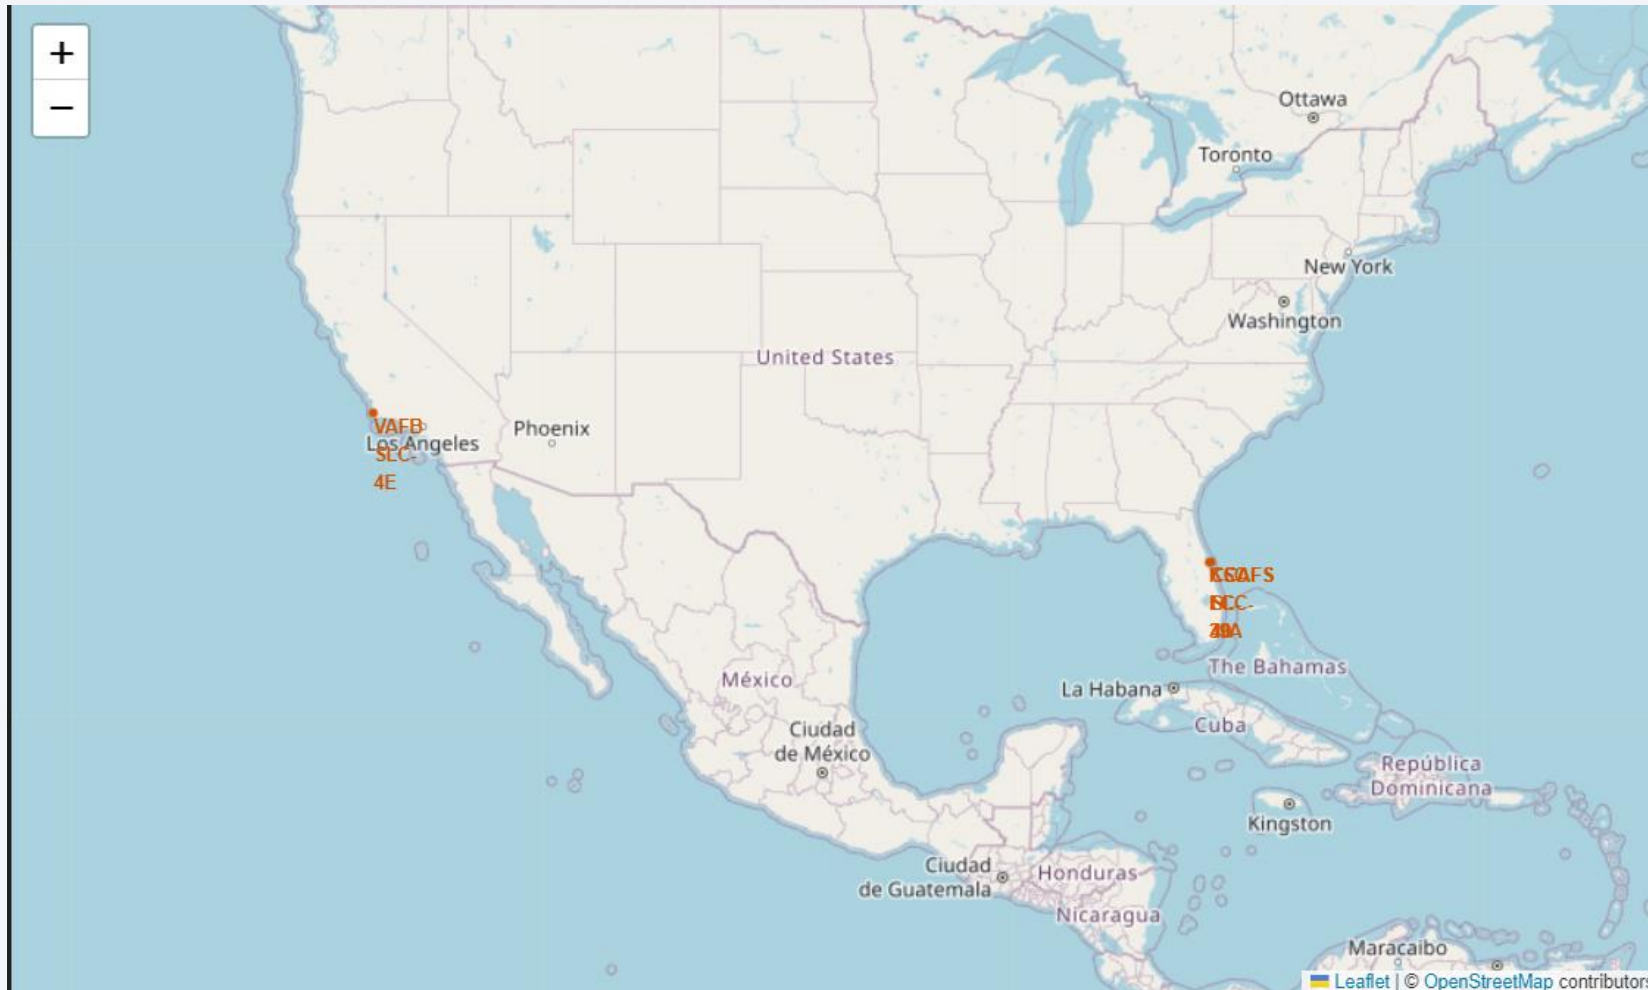 +
−
Ottawa
Toronto
New York
Washington
United States
VAFB
Los Angeles
SLC-
4E
Phoenix
The Bahamas
México
La Habana
Cuba
Ciudad
de México
República
Dominicana
Kingston
Ciudad
de Guatemala
Honduras
Nicaragua
Maracaibo
Leaflet | © OpenStreetMap contributors